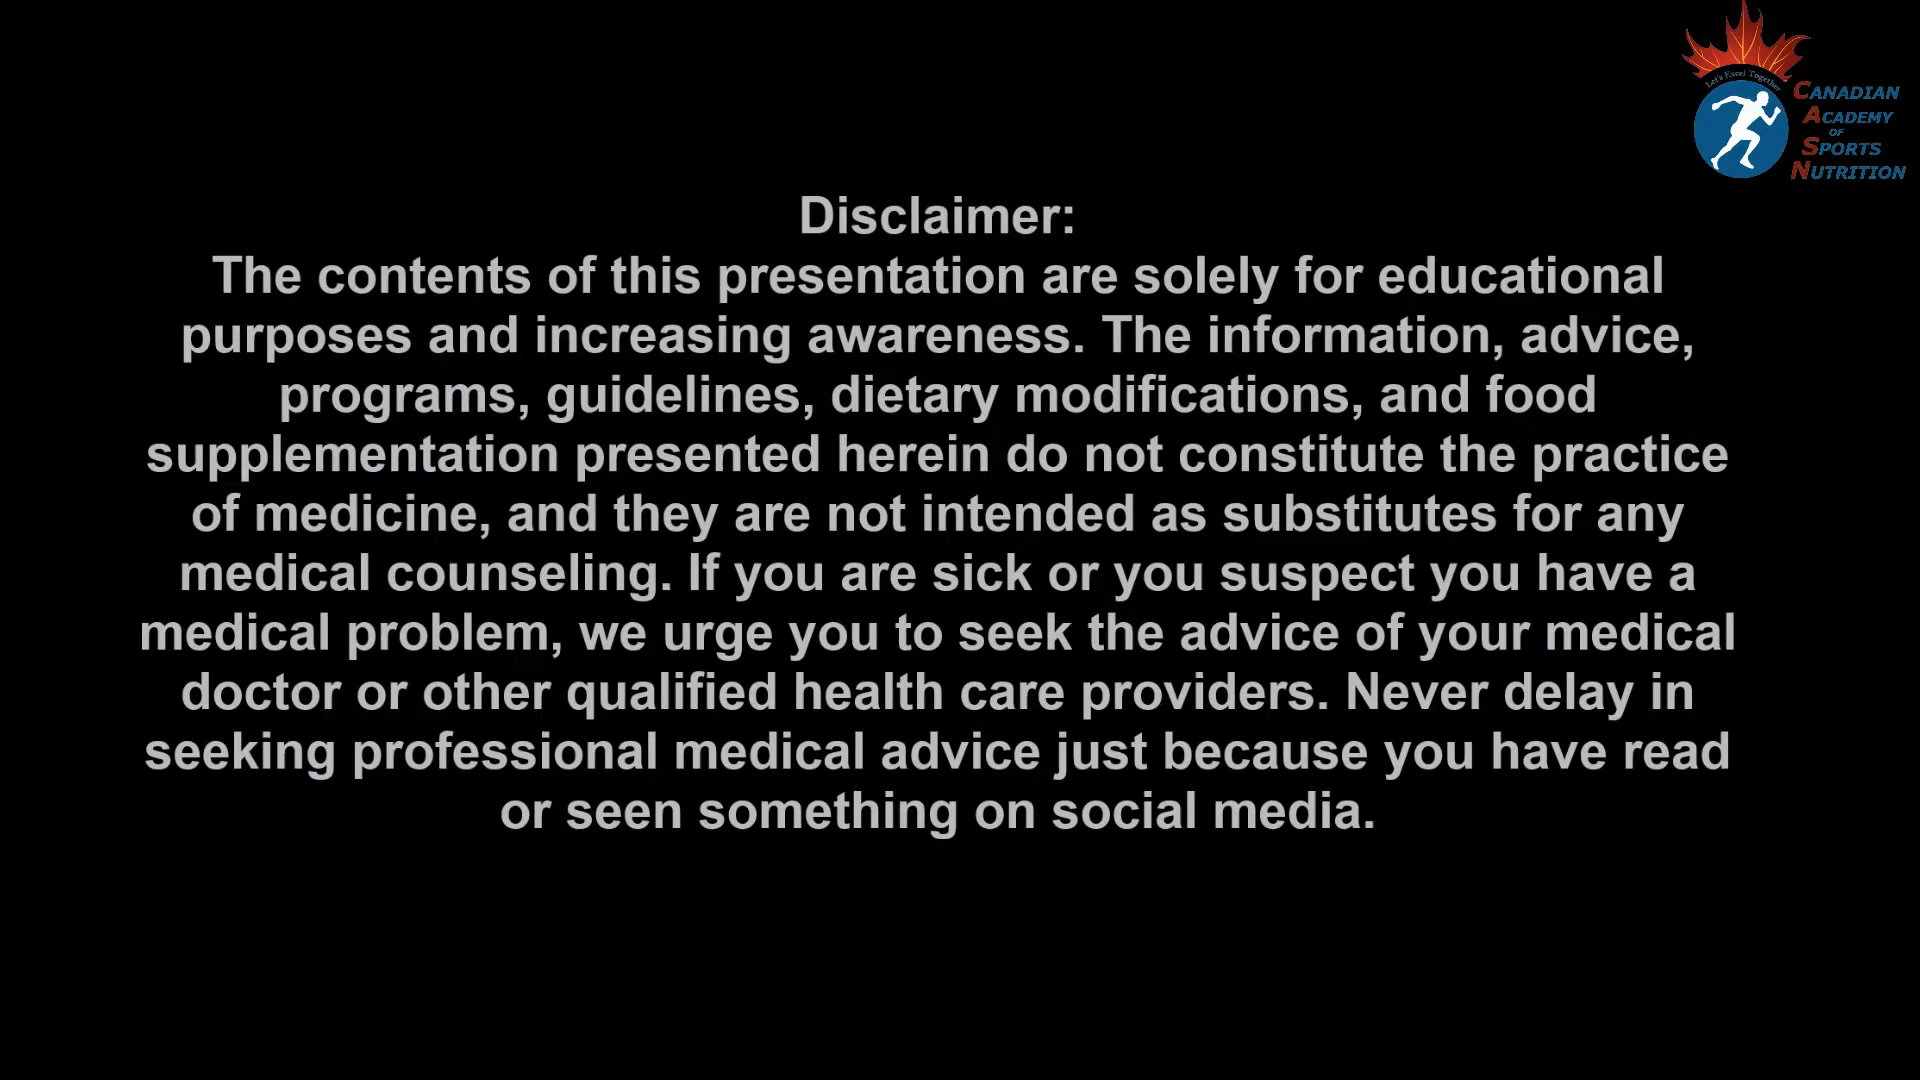 Let's Excel Together
CANADIAN
ACADEMY
OF
SPORTS
NUTRITION
Disclaimer:
The contents of this presentation are solely for educational
purposes and increasing awareness. The information, advice,
programs, guidelines, dietary modifications, and food
supplementation presented herein do not constitute the practice
of medicine, and they are not intended as substitutes for any
medical counseling. If you are sick or you suspect you have a
medical problem, we urge you to seek the advice of your medical
doctor or other qualified health care providers. Never delay in
seeking professional medical advice just because you have read
or seen something on social media.